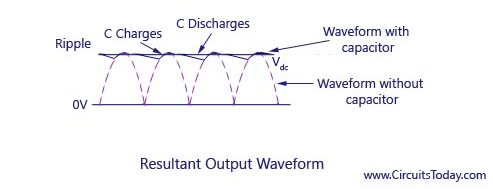 C Discharges
C Charges
Ripple
Waveform with
capacitor
Vdc
Waveform without
capacitor
0V
Resultant Output Waveform
www.CircuitsToday.com